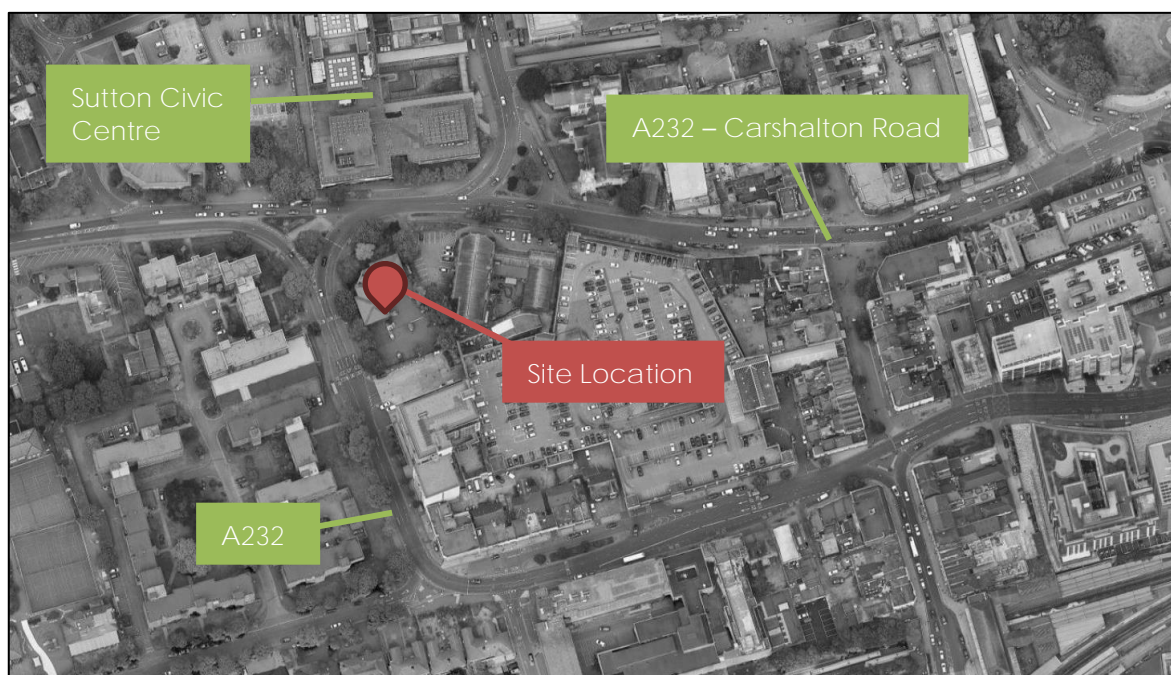 Sutton Civic
Centre
A232 – Carshalton Road
Site Location
A232